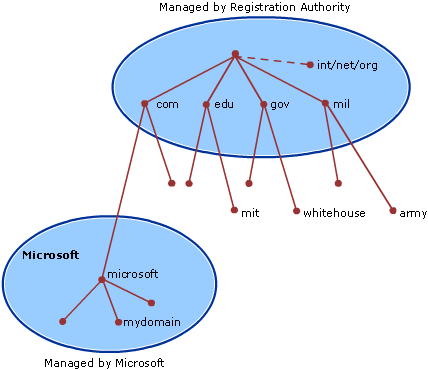 Managed by Registration Authority
int/net/org
com edu gov mil
mit whitehouse army
Microsoft
microsoft
mydomain
Managed by Microsoft